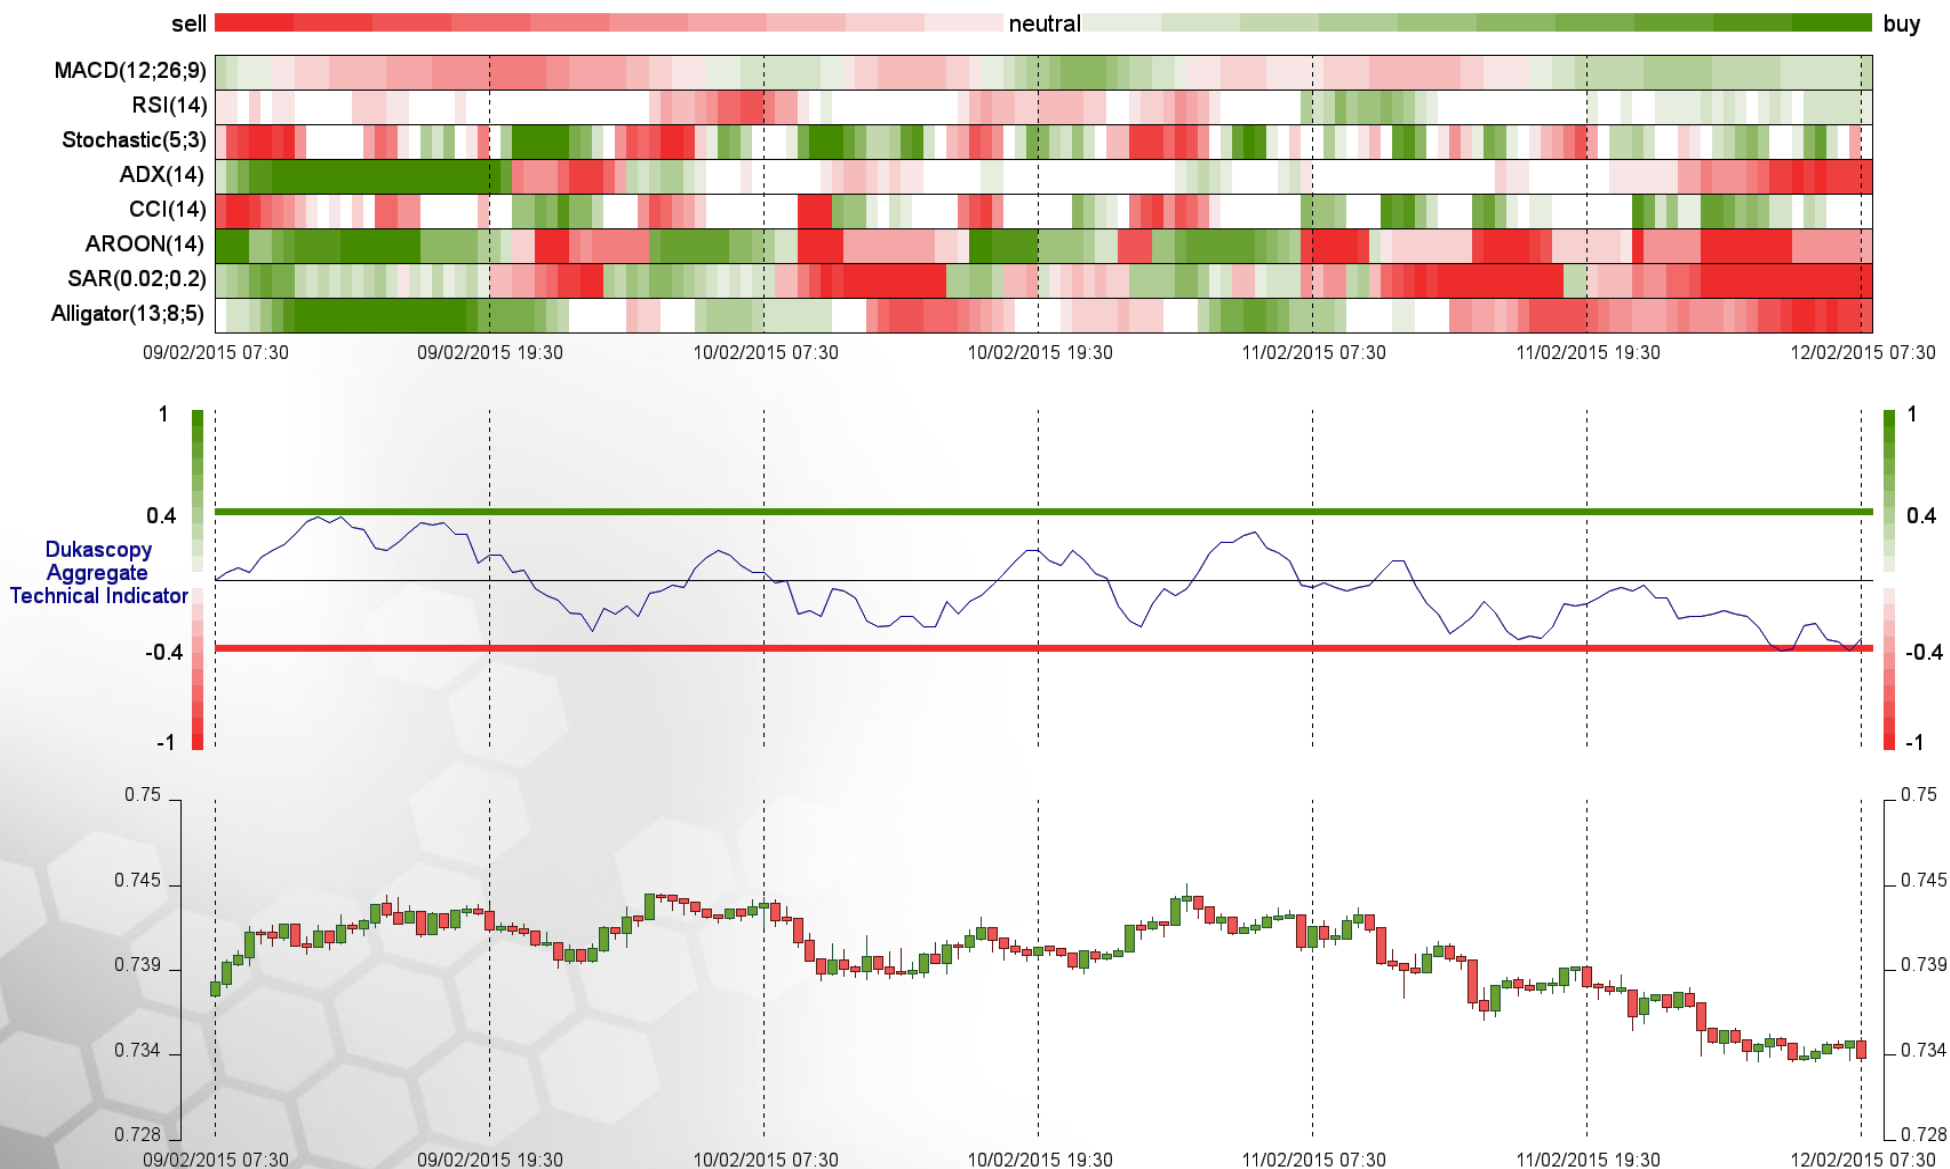 sell neutral buy
MACD(12;26;9)
RSI(14)
Stochastic(5;3)
ADX(14)
CCI(14)
AROON(14)
SAR(0.02;0.2)
Alligator(13;8;5)
09/02/2015 07:30 09/02/2015 19:30 10/02/2015 07:30 10/02/2015 19:30 11/02/2015 07:30 11/02/2015 19:30 12/02/2015 07:30
1 1
0.4 0.4
Dukascopy
Aggregate
Technical Indicator
-0.4 -0.4
-1 -1
0.75 0.75
0.745 0.745
0.739 0.739
0.734 0.734
0.728 0.728
09/02/2015 07:30 09/02/2015 19:30 10/02/2015 07:30 10/02/2015 19:30 11/02/2015 07:30 11/02/2015 19:30 12/02/2015 07:30